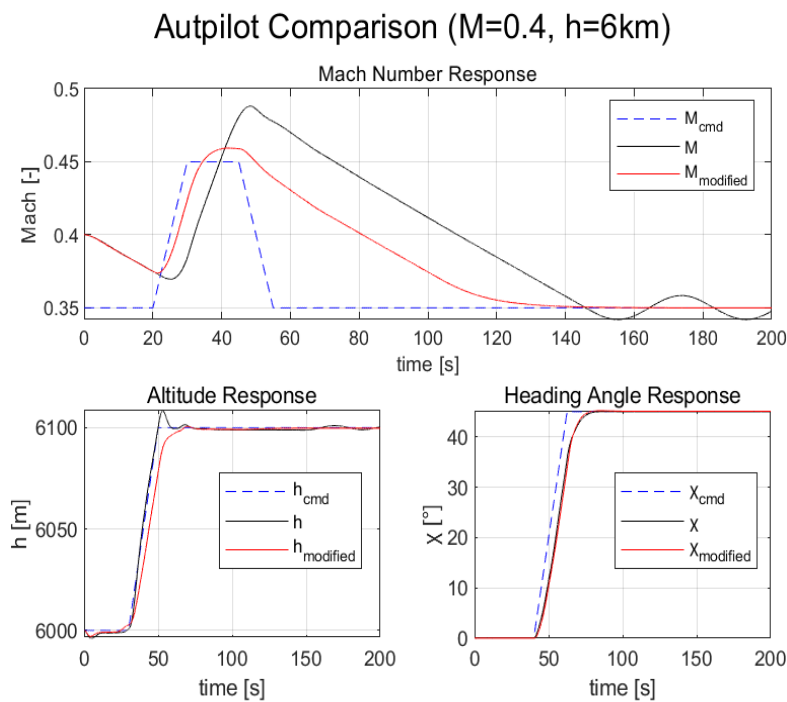 Autpilot Comparison (M=0.4, h=6km)
Mach Number Response
0.5
0.45
0.4
0.35
Mach [-]
M_cmd
M
M_modified
0 20 40 60 80 100 120 140 160 180 200
time [s]
Altitude Response
6100
6050
6000
h [m]
h_cmd
h
h_modified
0 50 100 150 200
time [s]
Heading Angle Response
40
30
20
10
0
χ [°]
χ_cmd
χ
χ_modified
0 50 100 150 200
time [s]